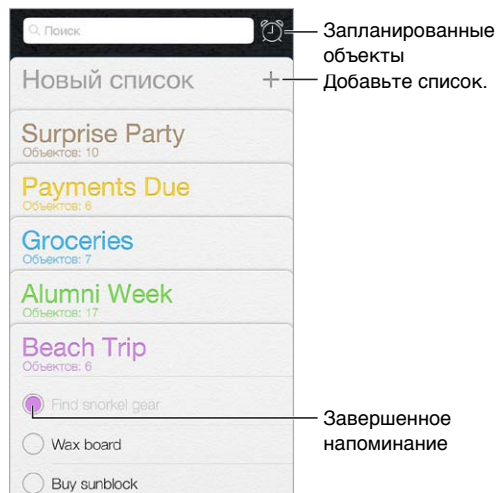 Поиск
Запланированные
объекты
Новый список
Добавьте список.
Surprise Party
Объектов: 10
Payments Due
Объектов: 6
Groceries
Объектов: 7
Alumni Week
Объектов: 17
Beach Trip
Объектов: 6
Find snorkel gear
Завершенное
напоминание
Wax board
Buy sunblock